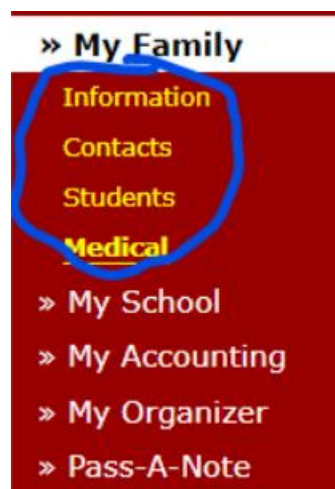 » My Family
Information
Contacts
Students
Medical
» My School
» My Accounting
» My Organizer
» Pass-A-Note